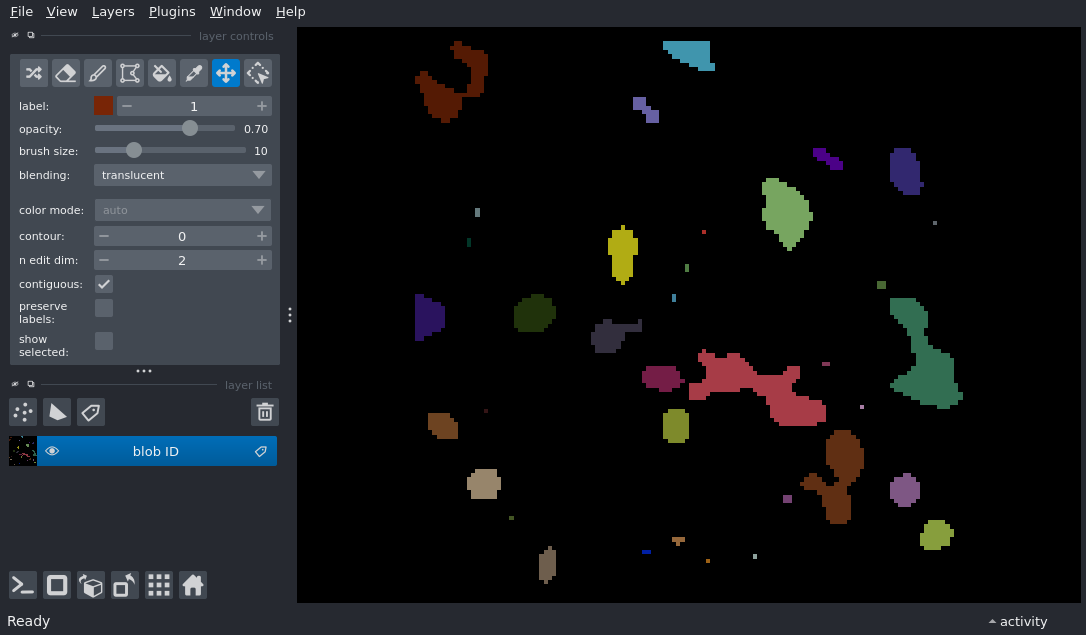 File View Layers Plugins Window Help
layer controls
label: 1
opacity: 0.70
brush size: 10
blending: translucent
color mode: auto
contour: 0
n edit dim: 2
contiguous:
preserve
labels:
show
selected:
layer list
blob ID
Ready
activity